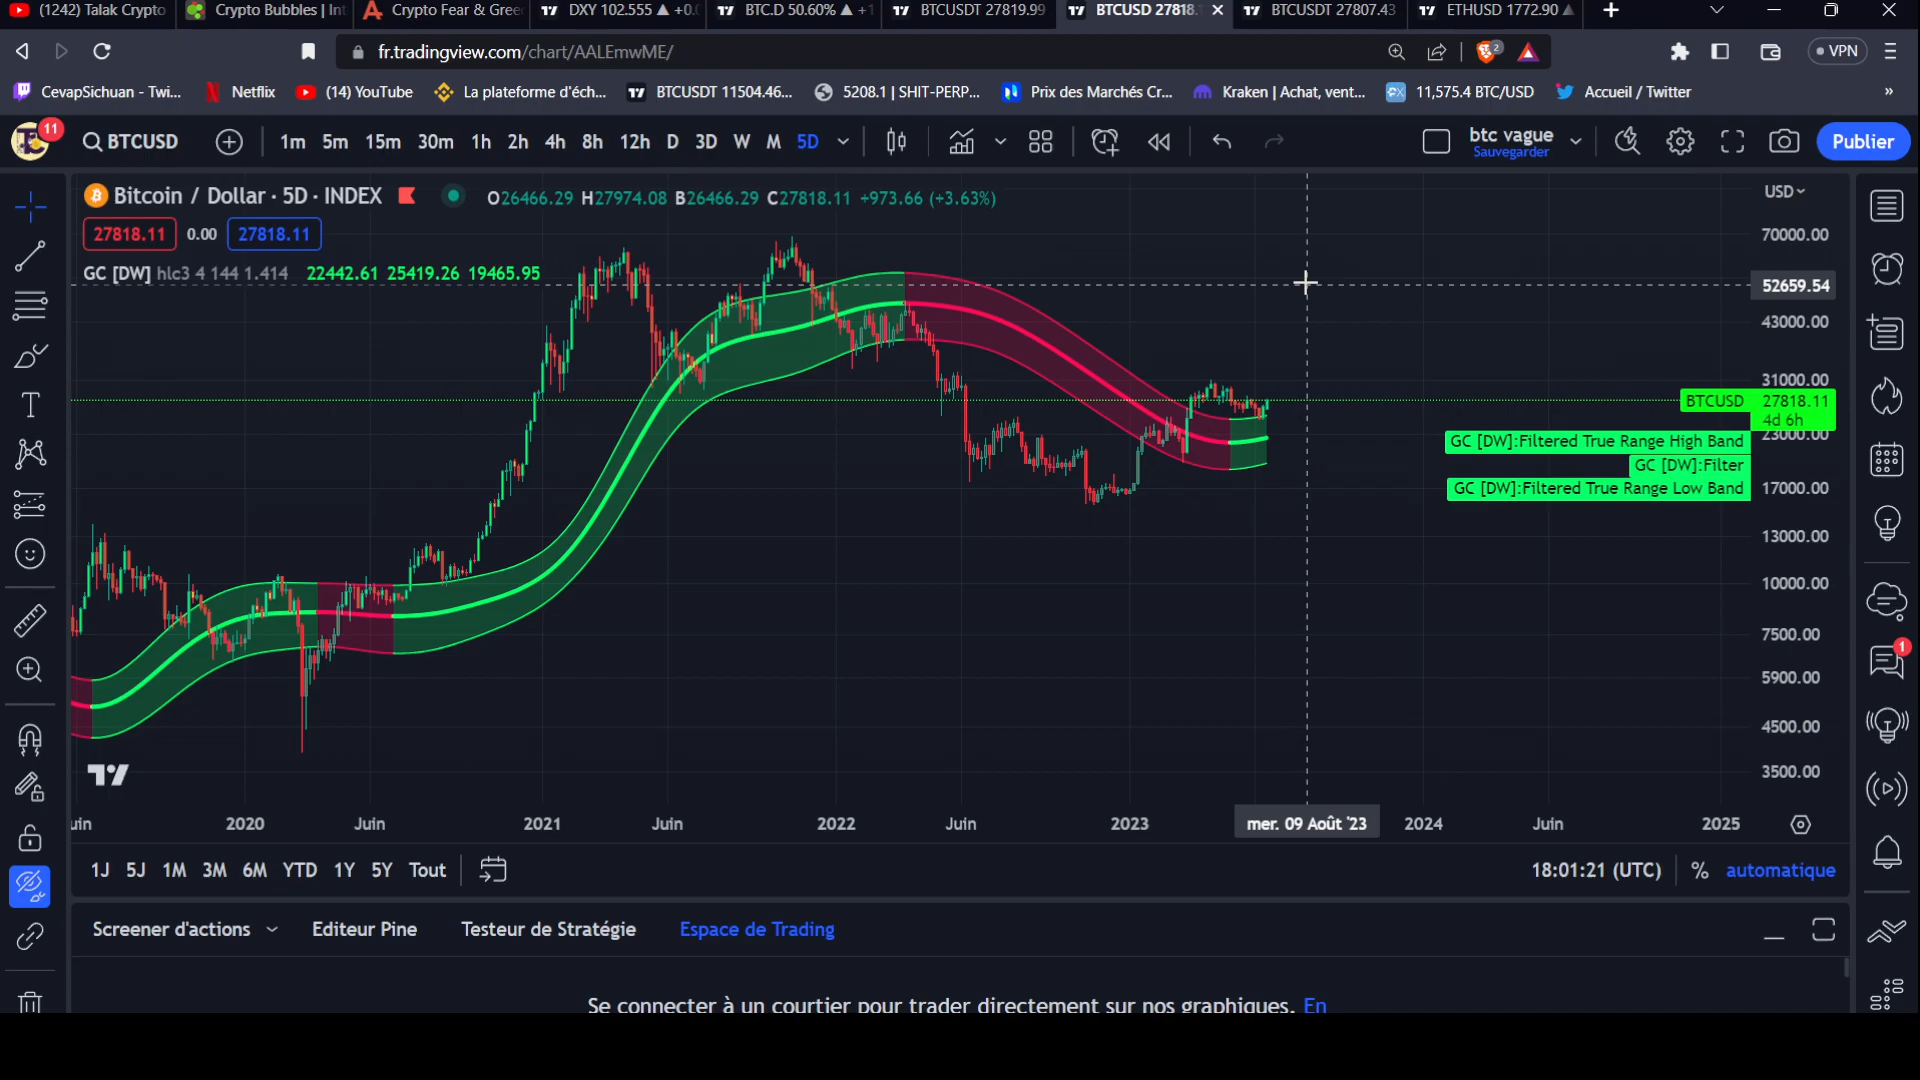 (1242) Talak Crypto
Crypto Bubbles | Int
Crypto Fear & Gree
DXY 102.555 ▲ +0.
BTC.D 50.60% ▲ +1
BTCUSDT 27819.99
BTCUSD 27818.
BTCUSDT 27807.43
ETHUSD 1772.90 ▲
fr.tradingview.com/chart/AALEmwME/
2
VPN
CevapSichuan - Twi...
Netflix
(14) YouTube
La plateforme d'éch...
BTCUSDT 11504.46...
5208.1 | SHIT-PERP...
Prix des Marchés Cr...
Kraken | Achat, vent...
11,575.4 BTC/USD
Accueil / Twitter
»
11
BTCUSD
1m 5m 15m 30m 1h 2h 4h 8h 12h D 3D W M 5D
btc vague
Sauvegarder
Publier
Bitcoin / Dollar · 5D · INDEX
O26466.29 H27974.08 B26466.29 C27818.11 +973.66 (+3.63%)
27818.11 0.00 27818.11
GC [DW] hlc3 4 144 1.414 22442.61 25419.26 19465.95
USD
70000.00
52659.54
43000.00
31000.00
BTCUSD 27818.11
4d 6h
23000.00
GC [DW]:Filtered True Range High Band
GC [DW]:Filter
GC [DW]:Filtered True Range Low Band
17000.00
13000.00
10000.00
7500.00
5900.00
4500.00
3500.00
1
uin 2020 Juin 2021 Juin 2022 Juin 2023 mer. 09 Août '23 2024 Juin 2025
1J 5J 1M 3M 6M YTD 1Y 5Y Tout
18:01:21 (UTC) % automatique
Screener d'actions Editeur Pine Testeur de Stratégie Espace de Trading
Se connecter à un courtier pour trader directement sur nos graphiques. En